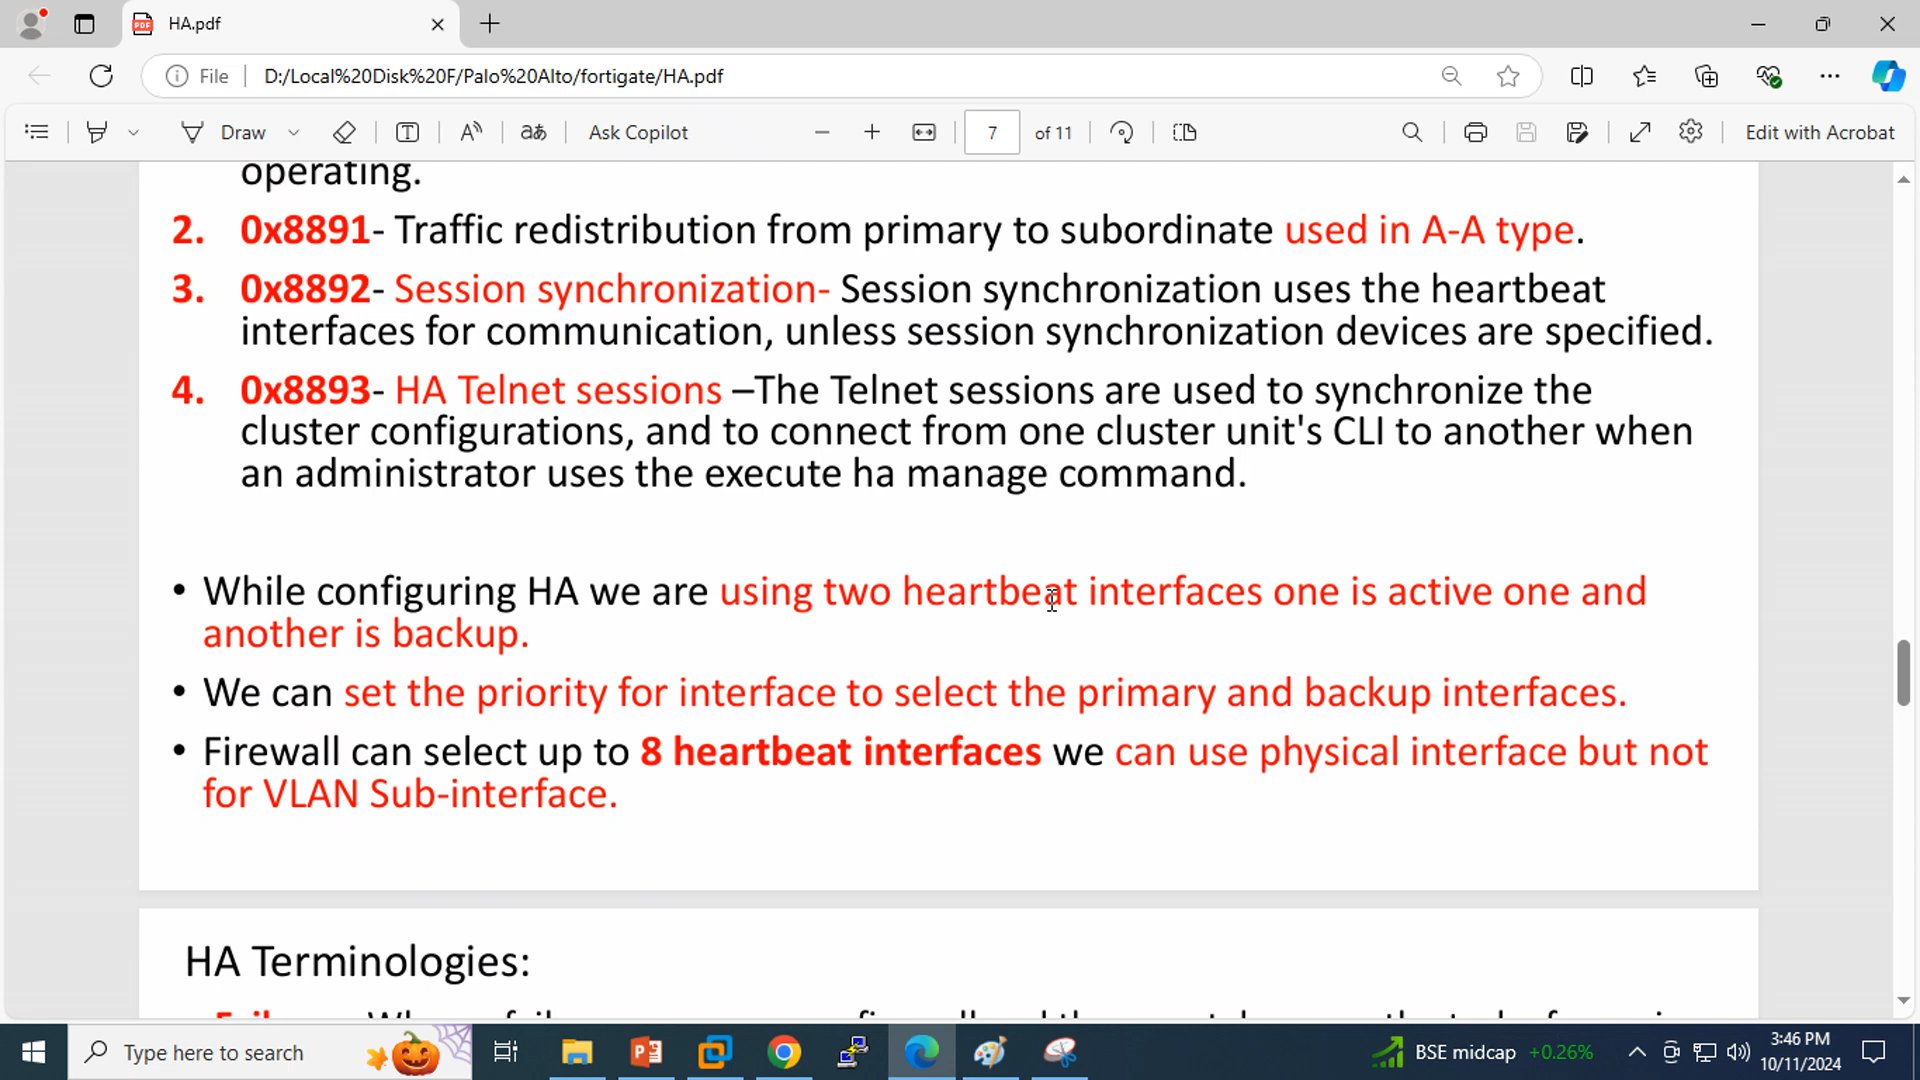 HA.pdf
File
D:/Local%20Disk%20F/Palo%20Alto/fortigate/HA.pdf
Draw
Ask Copilot
7
of 11
Edit with Acrobat
operating.
2. 0x8891- Traffic redistribution from primary to subordinate used in A-A type.
3. 0x8892- Session synchronization- Session synchronization uses the heartbeat
interfaces for communication, unless session synchronization devices are specified.
4. 0x8893- HA Telnet sessions –The Telnet sessions are used to synchronize the
cluster configurations, and to connect from one cluster unit's CLI to another when
an administrator uses the execute ha manage command.
• While configuring HA we are using two heartbeat interfaces one is active one and
another is backup.
• We can set the priority for interface to select the primary and backup interfaces.
• Firewall can select up to 8 heartbeat interfaces we can use physical interface but not
for VLAN Sub-interface.
HA Terminologies:
Type here to search
BSE midcap +0.26%
3:46 PM
10/11/2024